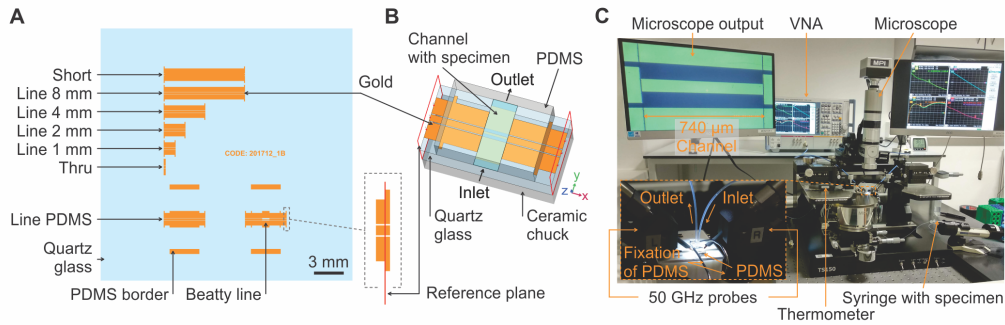 A
Short
Line 8 mm
Line 4 mm
Line 2 mm
Line 1 mm
Thru
CODE: 201712_1B
Line PDMS
Quartz
glass
3 mm
PDMS border
Beatty line
Gold
Reference plane
B
Channel
with specimen
Outlet
PDMS
Inlet
y
z
x
Quartz
glass
Ceramic
chuck
C
Microscope output
VNA
Microscope
MPI
740 μm
Channel
Outlet
Inlet
Fixation
of PDMS
PDMS
TS150
50 GHz probes
Thermometer
Syringe with specimen